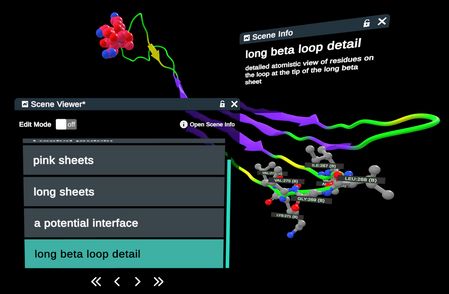 Scene Info
long beta loop detail
detailed atomistic view of residues on
the loop at the tip of the long beta
sheet
Scene Viewer*
Edit Mode
off
Open Scene Info
pink sheets
long sheets
a potential interface
long beta loop detail
LEU:268 (B)
GLY:269 (B)